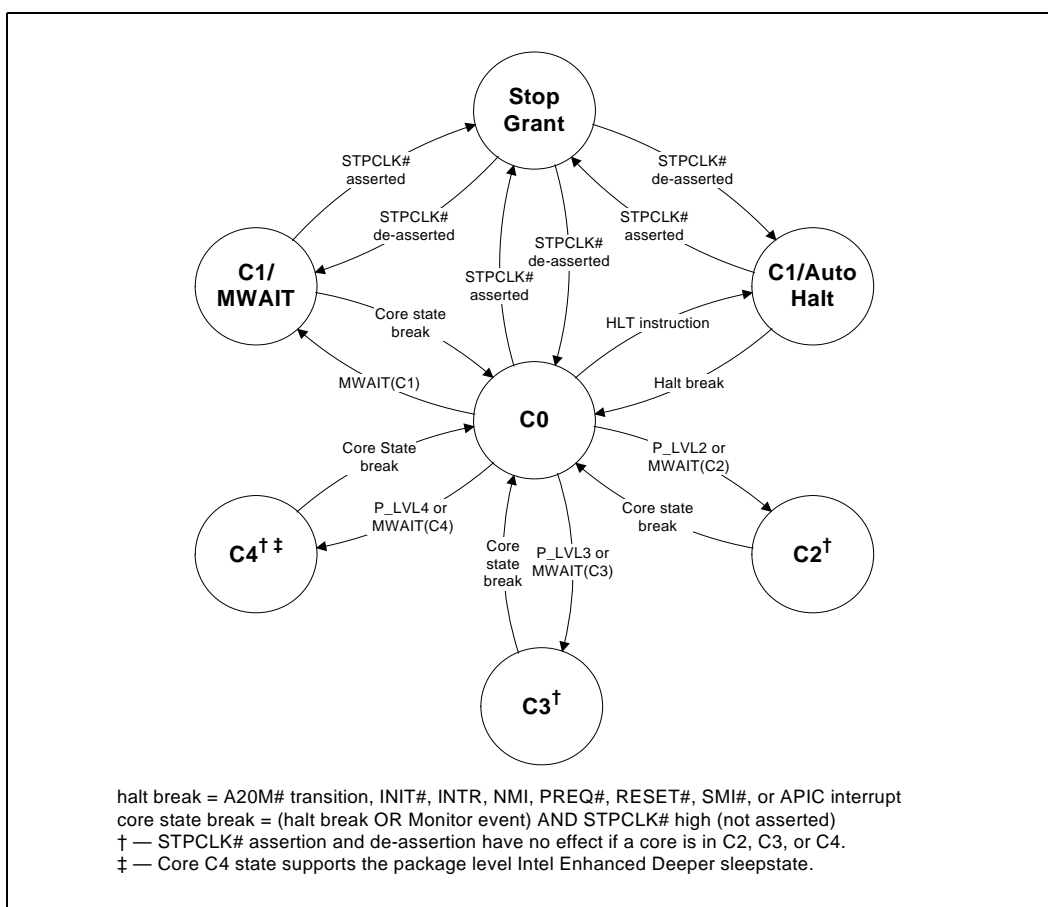 Stop
Grant
STPCLK#
asserted
STPCLK#
de-asserted
STPCLK#
de-asserted
STPCLK#
asserted
STPCLK#
de-asserted
STPCLK#
asserted
C1/
MWAIT
C1/Auto
Halt
Core state
break
HLT instruction
MWAIT(C1)
Halt break
C0
Core State
break
P_LVL2 or
MWAIT(C2)
P_LVL4 or
MWAIT(C4)
Core state
break
Core
state
break
P_LVL3 or
MWAIT(C3)
C4† ‡
C2†
C3†
halt break = A20M# transition, INIT#, INTR, NMI, PREQ#, RESET#, SMI#, or APIC interrupt
core state break = (halt break OR Monitor event) AND STPCLK# high (not asserted)
† — STPCLK# assertion and de-assertion have no effect if a core is in C2, C3, or C4.
‡ — Core C4 state supports the package level Intel Enhanced Deeper sleepstate.